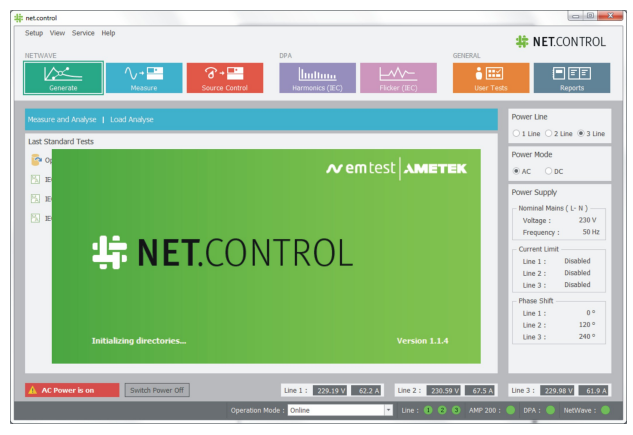 net.control
Setup View Service Help
NET.CONTROL
NETWAVE
DPA
GENERAL
Generate
Measure
Source Control
Harmonics (IEC)
Flicker (IEC)
User Tests
Reports
Measure and Analyse | Load Analyse
Last Standard Tests
Op
IE
IE
IE
em test AMETEK
NET.CONTROL
Initializing directories...
Version 1.1.4
Power Line
1 Line 2 Line 3 Line
Power Mode
AC DC
Power Supply
Nominal Mains ( L- N )
Voltage : 230 V
Frequency : 50 Hz
Current Limit
Line 1 : Disabled
Line 2 : Disabled
Line 3 : Disabled
Phase Shift
Line 1 : 0 °
Line 2 : 120 °
Line 3 : 240 °
AC Power is on
Switch Power Off
Line 1 : 229.19 V 62.2 A
Line 2 : 230.59 V 67.5 A
Line 3 : 229.98 V 61.9 A
Operation Mode : Online
Line : 1 2 3 AMP 200 : DPA : NetWave :